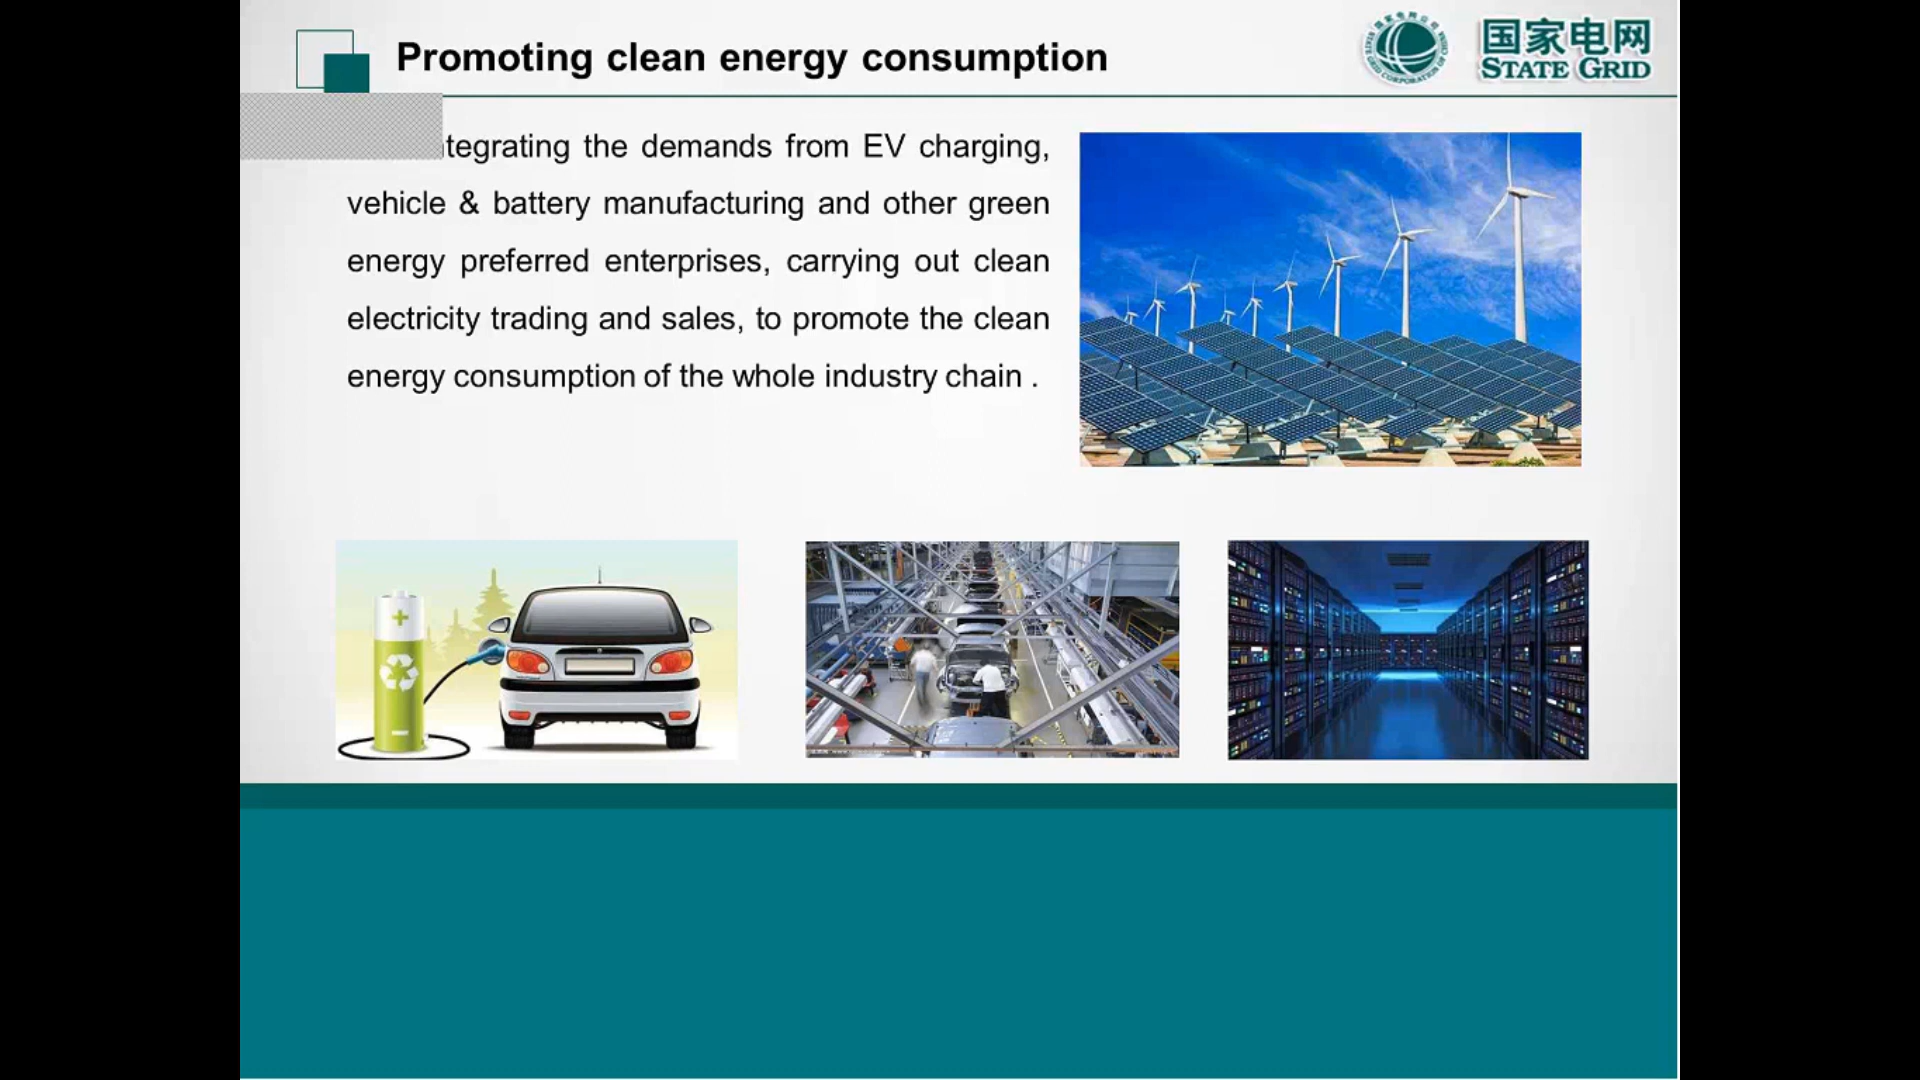 Promoting clean energy consumption
国家电网
STATE GRID
tegrating the demands from EV charging,
vehicle & battery manufacturing and other green
energy preferred enterprises, carrying out clean
electricity trading and sales, to promote the clean
energy consumption of the whole industry chain .